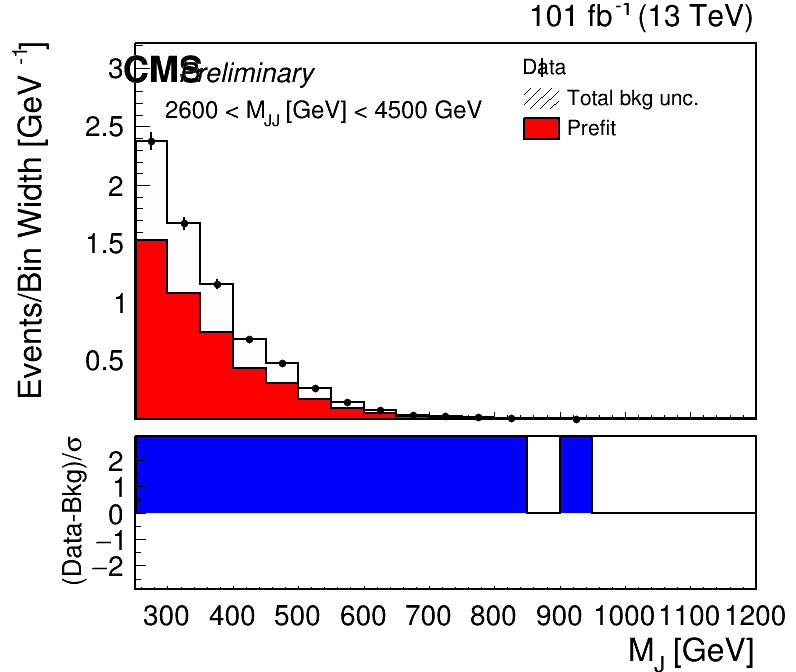 101 fb-1 (13 TeV)
CMS Preliminary
2600 < MJJ [GeV] < 4500 GeV
Data
Total bkg unc.
Prefit
Events/Bin Width [GeV-1]
3
2.5
2
1.5
1
0.5
(Data-Bkg)/σ
2
1
0
−1
−2
300 400 500 600 700 800 900 1000 1100 1200
MJ [GeV]